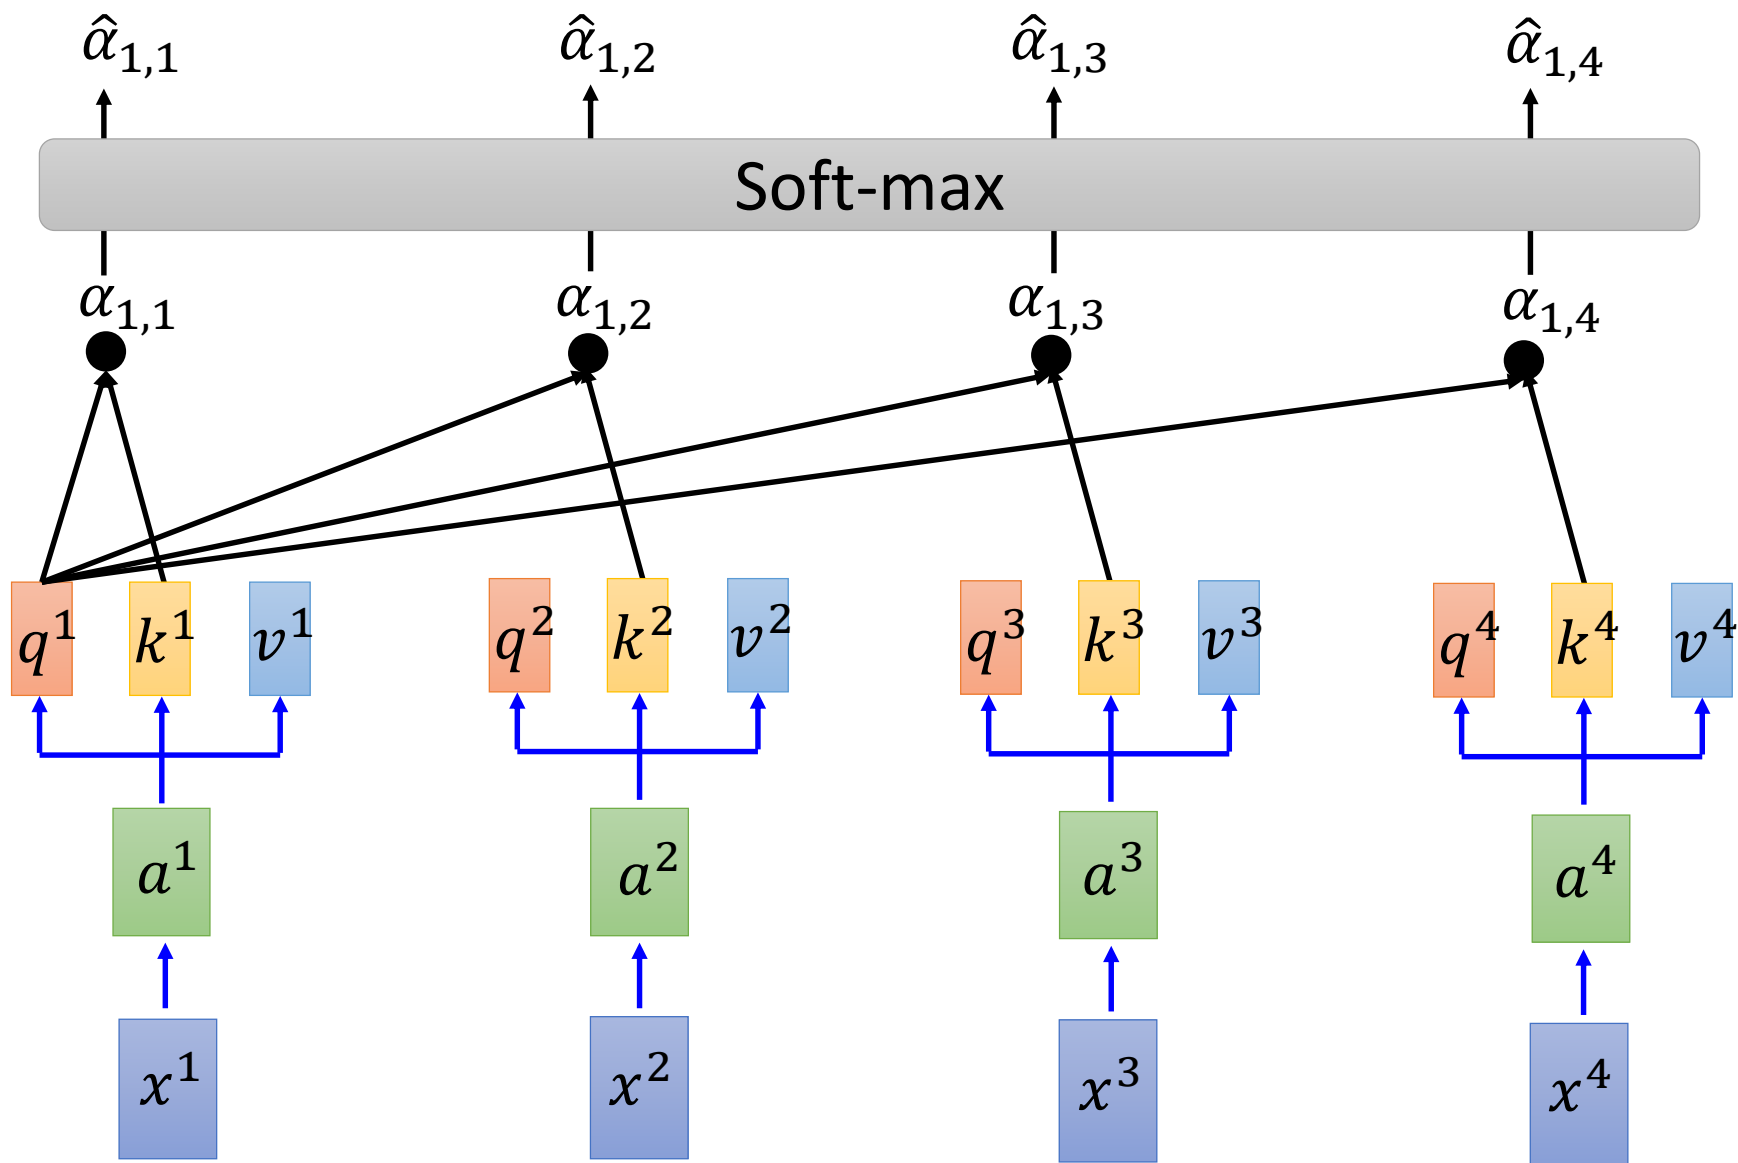 α̂₁,₁ α̂₁,₂ α̂₁,₃ α̂₁,₄
Soft-max
α₁,₁ α₁,₂ α₁,₃ α₁,₄
q¹ k¹ v¹ q² k² v² q³ k³ v³ q⁴ k⁴ v⁴
a¹ a² a³ a⁴
x¹ x² x³ x⁴